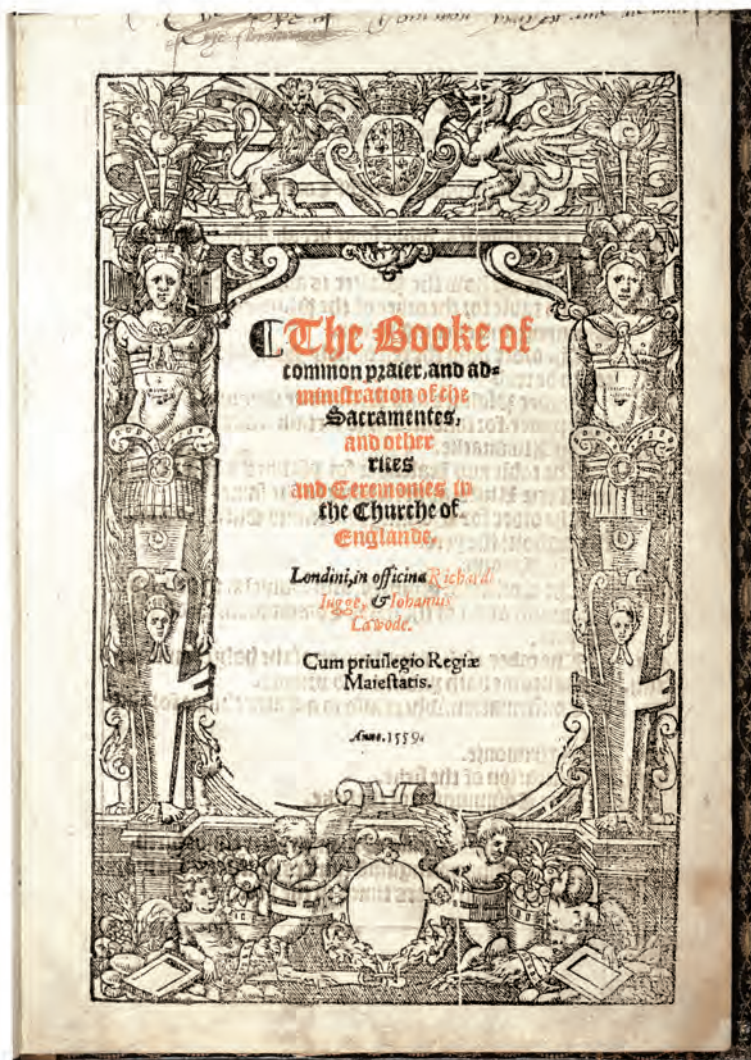 The Booke of
common praier, and ad=
ministration of the
Sacramentes,
and other
rites
and Ceremonies in
the Churche of
Englande.
Londini, in officina Richardi
Iugge, & Iohannis
Cawode.
Cum priuilegio Regiæ
Maiestatis.
Anno. 1559.